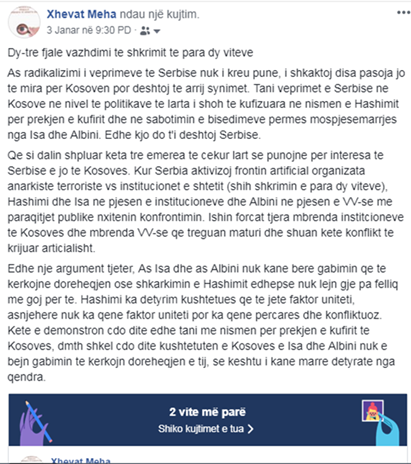 Xhevat Meha ndau një kujtim.
3 Janar në 9:30 PD
Dy-tre fjale vazhdimi te shkrimit te para dy viteve
As radikalizimi i veprimeve te Serbise nuk i kreu pune, i shkaktoj disa pasoja jo
te mira per Kosoven por deshtoj te arrij synimet. Tani veprimet e Serbise ne
Kosove ne nivel te politikave te larta i shoh te kufizuara ne nismen e Hashimit
per prekjen e kufirit dhe ne sabotimin e bisedimeve permes mospjesemarrjes
nga Isa dhe Albini. Edhe kjo do t'i deshtoj Serbise.
Qe si dalin shpluar keta tre emerea te cekur lart se punojne per interesa te
Serbise e jo te Kosoves. Kur Serbia aktivizoj frontin artificial organizata
anarkiste terroriste vs institucionet e shtetit (shih shkrimin e para dy viteve),
Hashimi dhe Isa ne pjesen e institucioneve dhe Albini ne pjesen e VV-se me
paraqitjet publike nxitenin konfrontimin. Ishin forcat tjera mbrenda institcioneve
te Kosoves dhe mbrenda VV-se qe treguan maturi dhe shuan kete konflikt te
krijuar articialisht.
Edhe nje argument tjeter, As Isa dhe as Albini nuk kane bere gabimin qe te
kerkojne doreheqjen ose shkarkimin e Hashimit edhepse nuk lejn gje pa felliq
me goj per te. Hashimi ka detyrim kushtetues qe te jete faktor uniteti,
asnjehere nuk ka qene faktor uniteti por ka qene percares dhe konfliktuoz.
Kete e demonstron cdo dite edhe tani me nismen per prekjen e kufirit te
Kosoves, dmth shkel cdo dite kushtetuten e Kosoves e Isa dhe Albini nuk e
bejn gabimin te kerkojn doreheqjen e tij, se keshtu i kane marre detyrate nga
qendra.
2 vite më parë
Shiko kujtimet e tua
Xhevat Meha